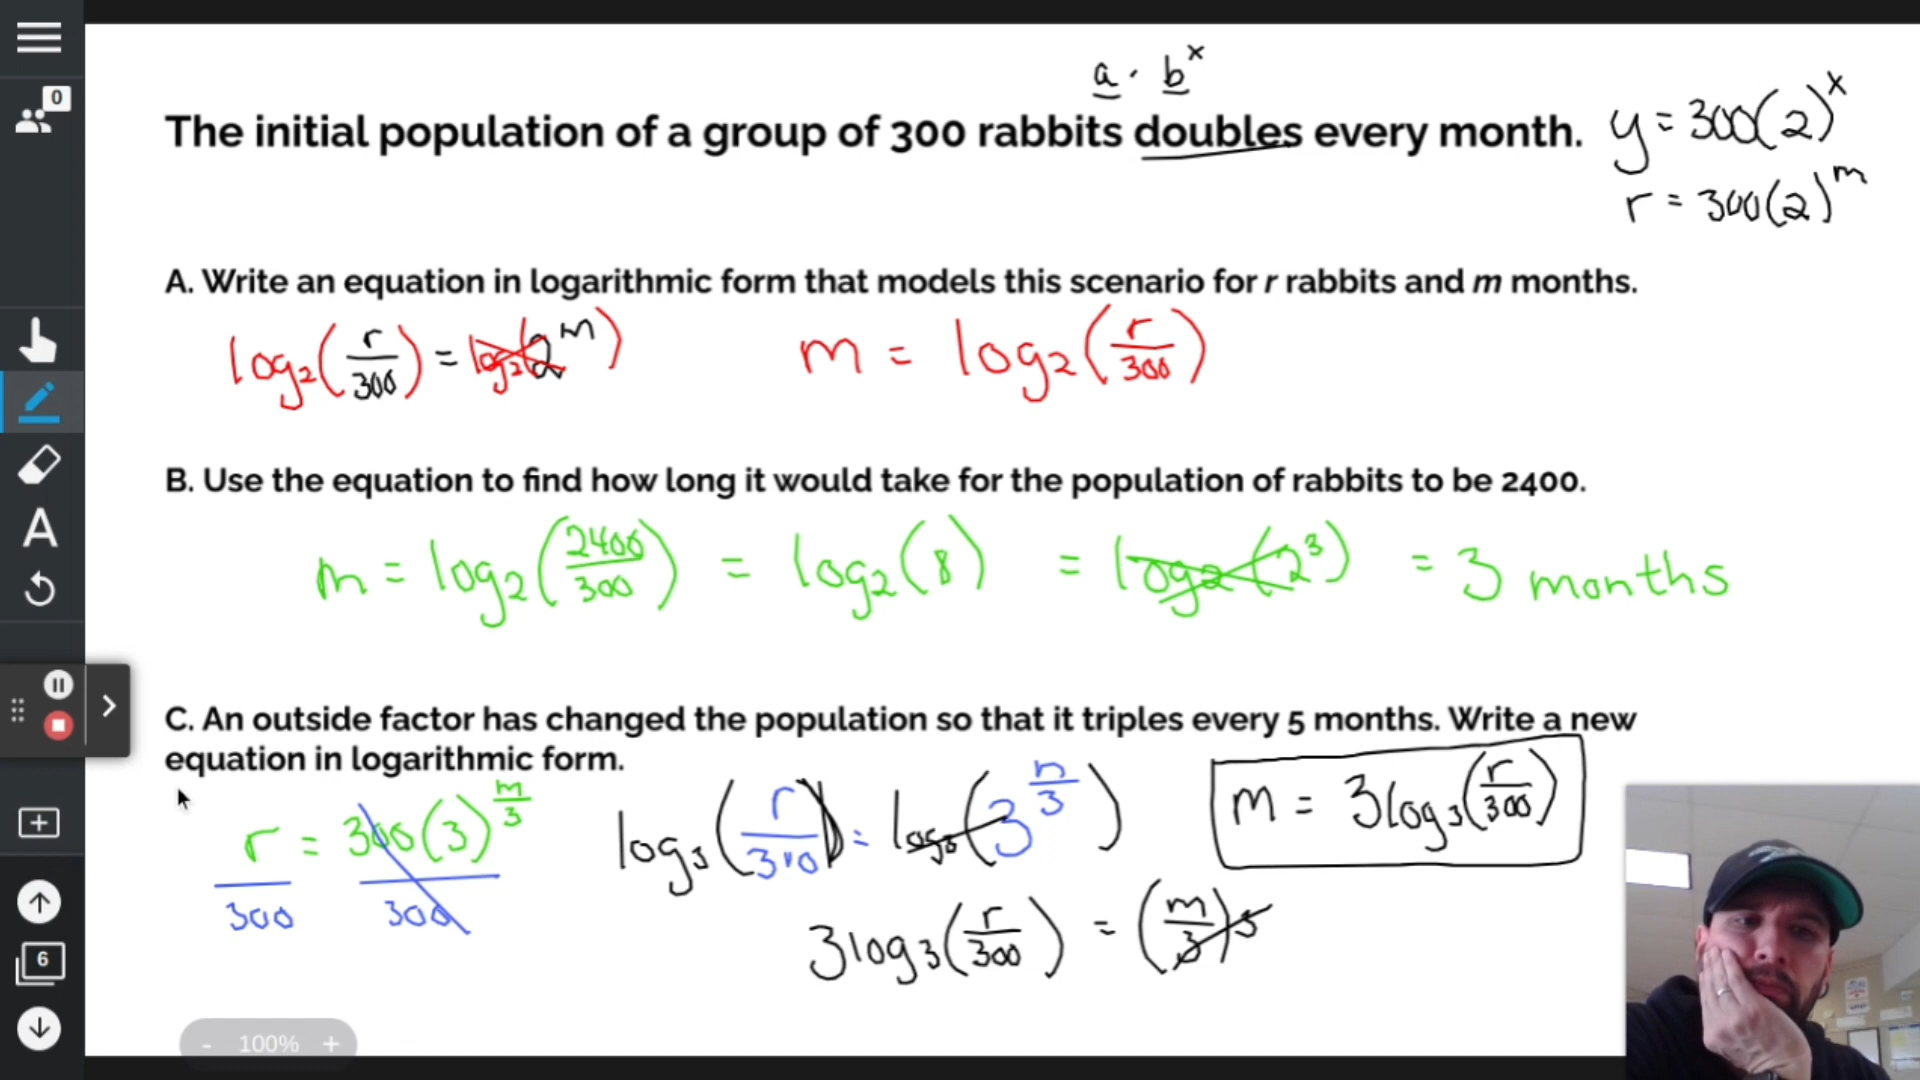 0
a · b^x
The initial population of a group of 300 rabbits doubles every month.
y = 300(2)^x
r = 300(2)^m
A. Write an equation in logarithmic form that models this scenario for r rabbits and m months.
log₂(r/300) = log₂(2^m)
m = log₂(r/300)
B. Use the equation to find how long it would take for the population of rabbits to be 2400.
m = log₂(2400/300) = log₂(8) = log₂(2³) = 3 months
C. An outside factor has changed the population so that it triples every 5 months. Write a new
equation in logarithmic form.
r/300 = 300(3)^(m/3)/300
log₃(r/300) = log₃(3^(m/3))
m = 3log₃(r/300)
3log₃(r/300) = (m/3)3
A
6
- 100% +